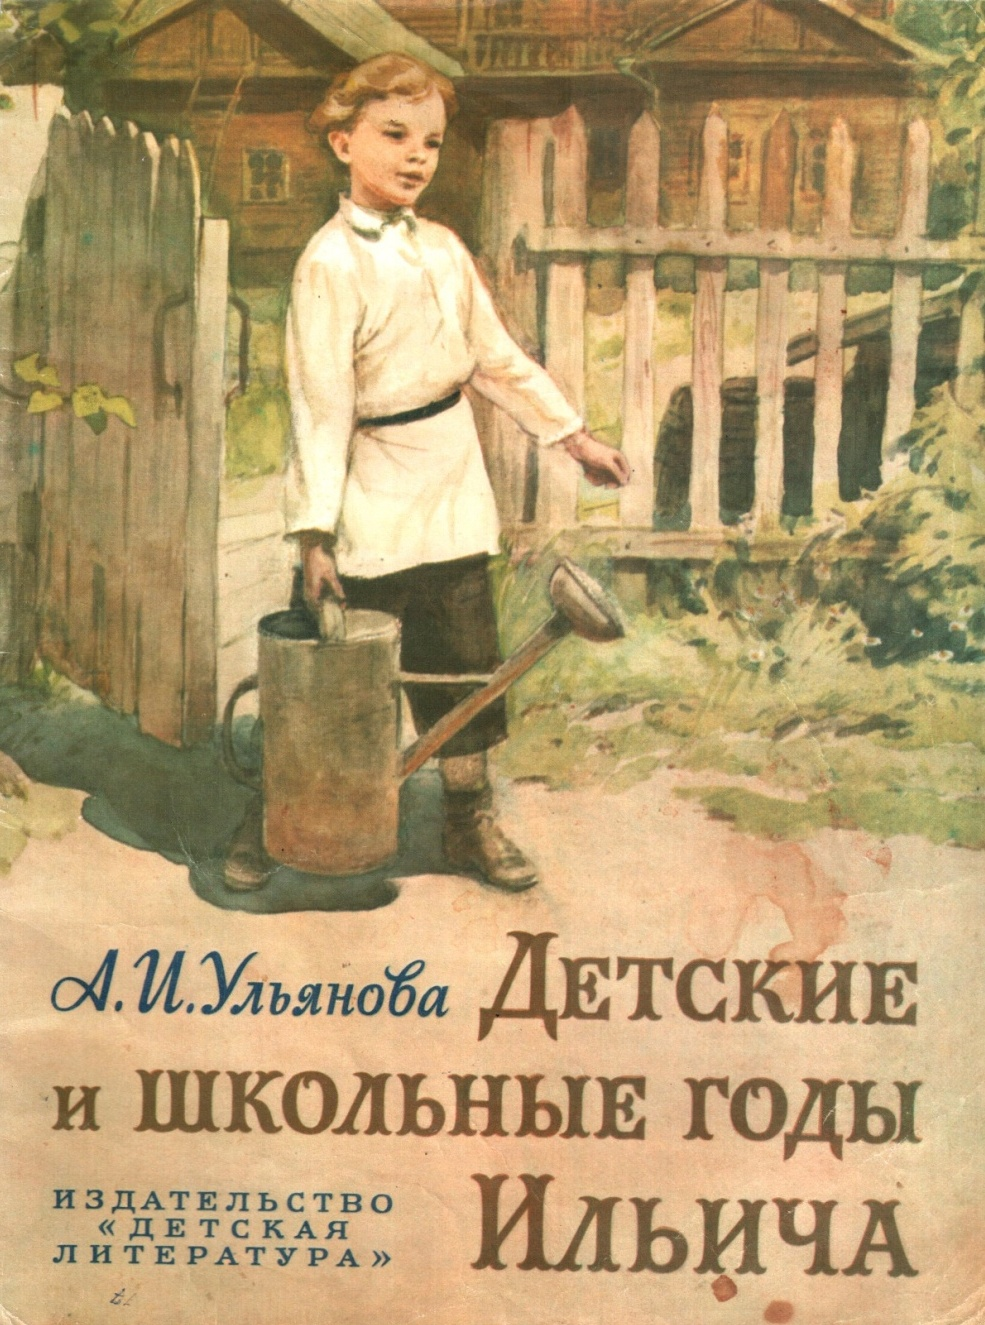 А. И. Ульянова Детские
и школьные годы
Ильича
ИЗДАТЕЛЬСТВО
«ДЕТСКАЯ
ЛИТЕРАТУРА»